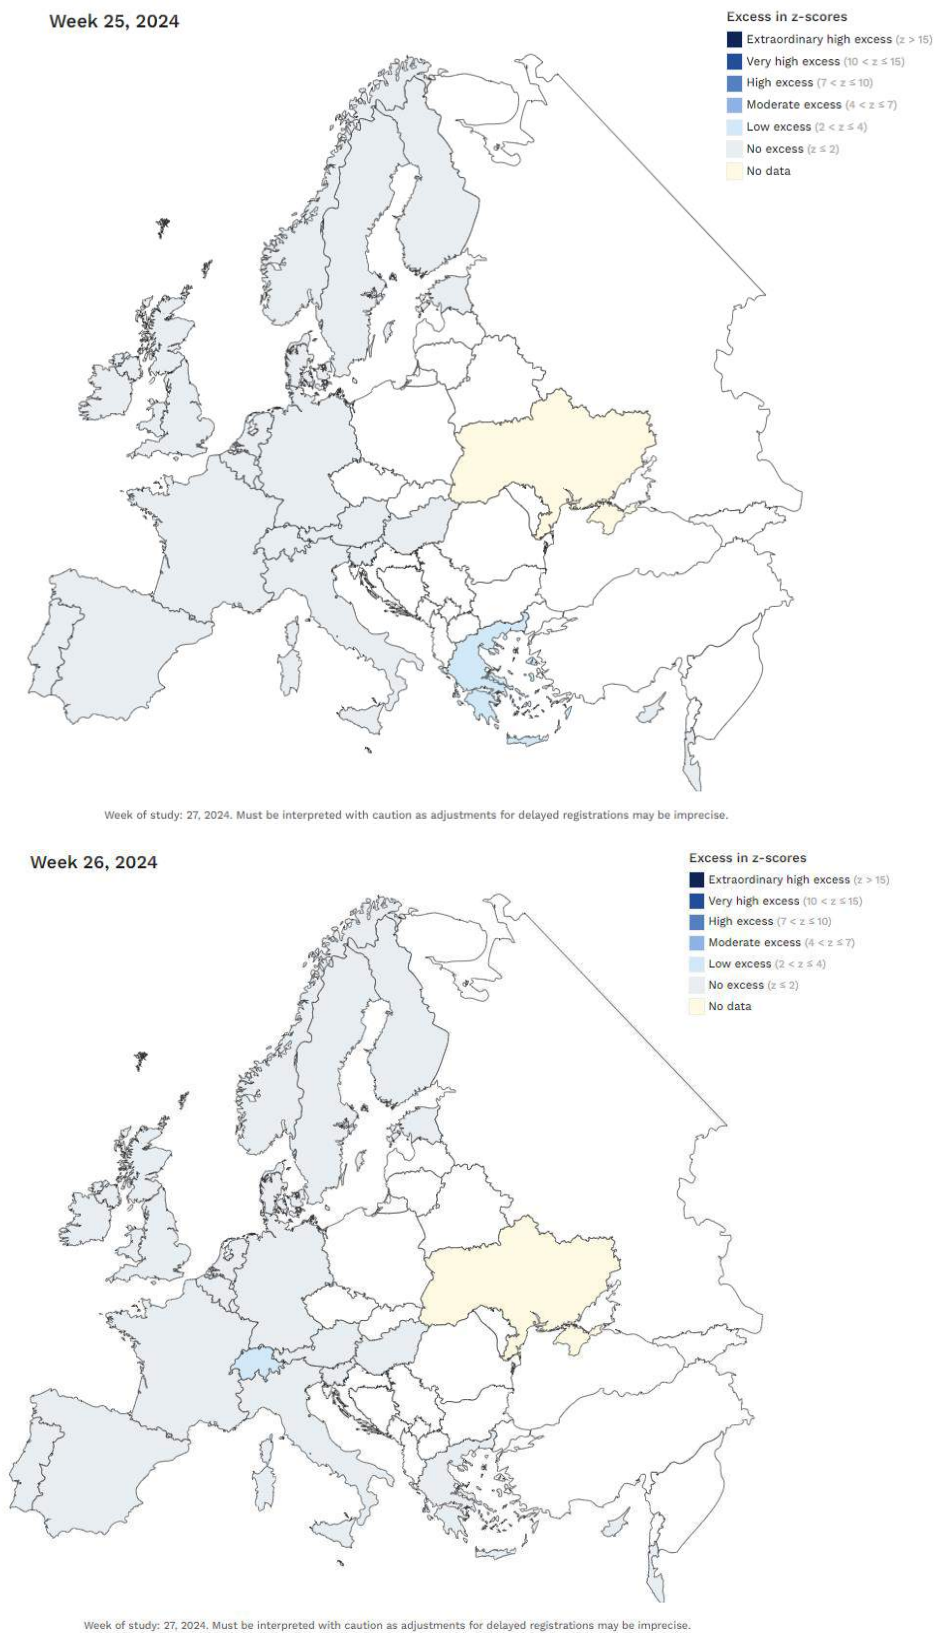 Week 25, 2024
Excess in z-scores
Extraordinary high excess (z > 15)
Very high excess (10 < z ≤ 15)
High excess (7 < z ≤ 10)
Moderate excess (4 < z ≤ 7)
Low excess (2 < z ≤ 4)
No excess (z ≤ 2)
No data
Week of study: 27, 2024. Must be interpreted with caution as adjustments for delayed registrations may be imprecise.
Week 26, 2024
Excess in z-scores
Extraordinary high excess (z > 15)
Very high excess (10 < z ≤ 15)
High excess (7 < z ≤ 10)
Moderate excess (4 < z ≤ 7)
Low excess (2 < z ≤ 4)
No excess (z ≤ 2)
No data
Week of study: 27, 2024. Must be interpreted with caution as adjustments for delayed registrations may be imprecise.